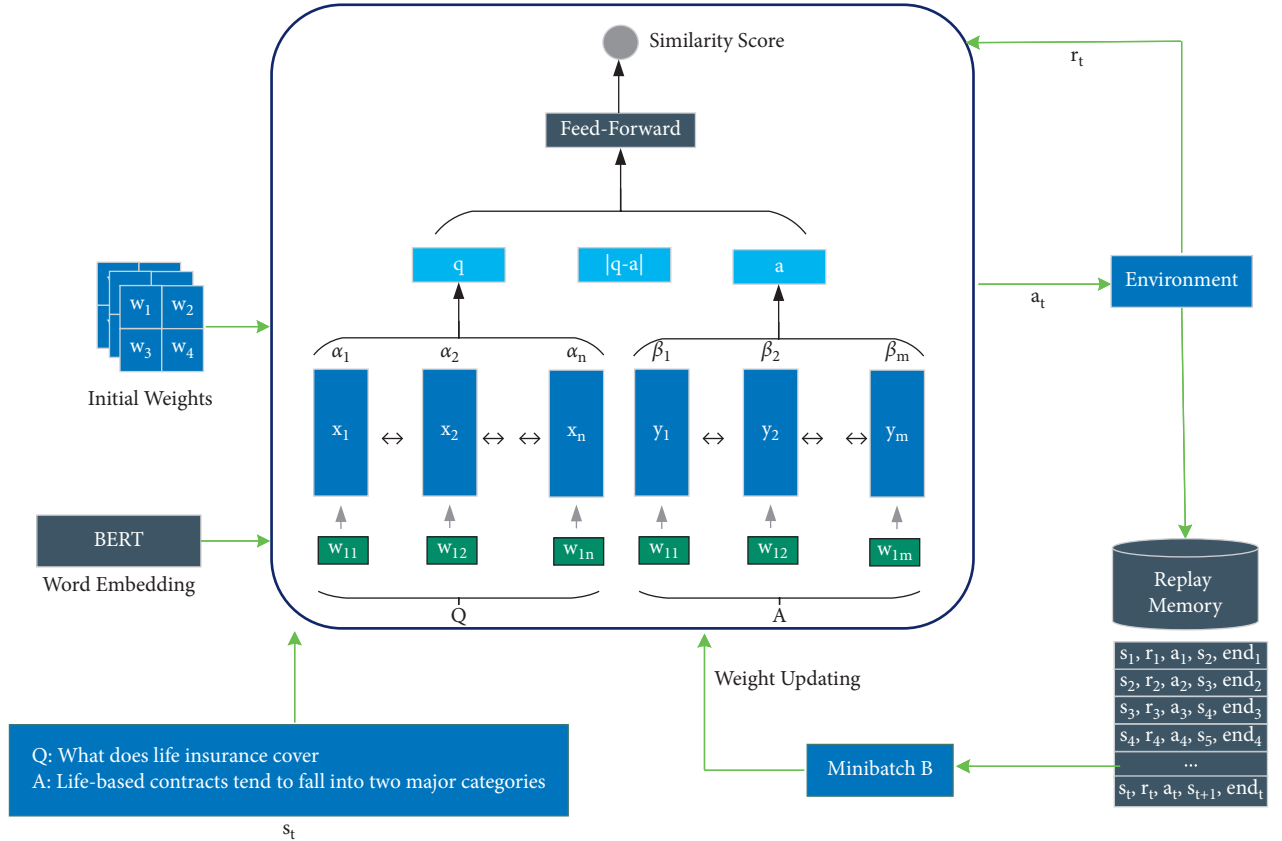 Similarity Score
r_t
Feed-Forward
q
|q-a|
a
Environment
a_t
w_1 w_2
w_3 w_4
Initial Weights
α_1 α_2 α_n β_1 β_2 β_m
x_1 ↔ x_2 ↔ ↔ x_n y_1 ↔ y_2 ↔ ↔ y_m
BERT
Word Embedding
w_11 w_12 w_1n w_11 w_12 w_1m
Q A
Replay
Memory
s_1, r_1, a_1, s_2, end_1
s_2, r_2, a_2, s_3, end_2
s_3, r_3, a_3, s_4, end_3
s_4, r_4, a_4, s_5, end_4
...
s_t, r_t, a_t, s_{t+1}, end_t
Weight Updating
Minibatch B
Q: What does life insurance cover
A: Life-based contracts tend to fall into two major categories
s_t